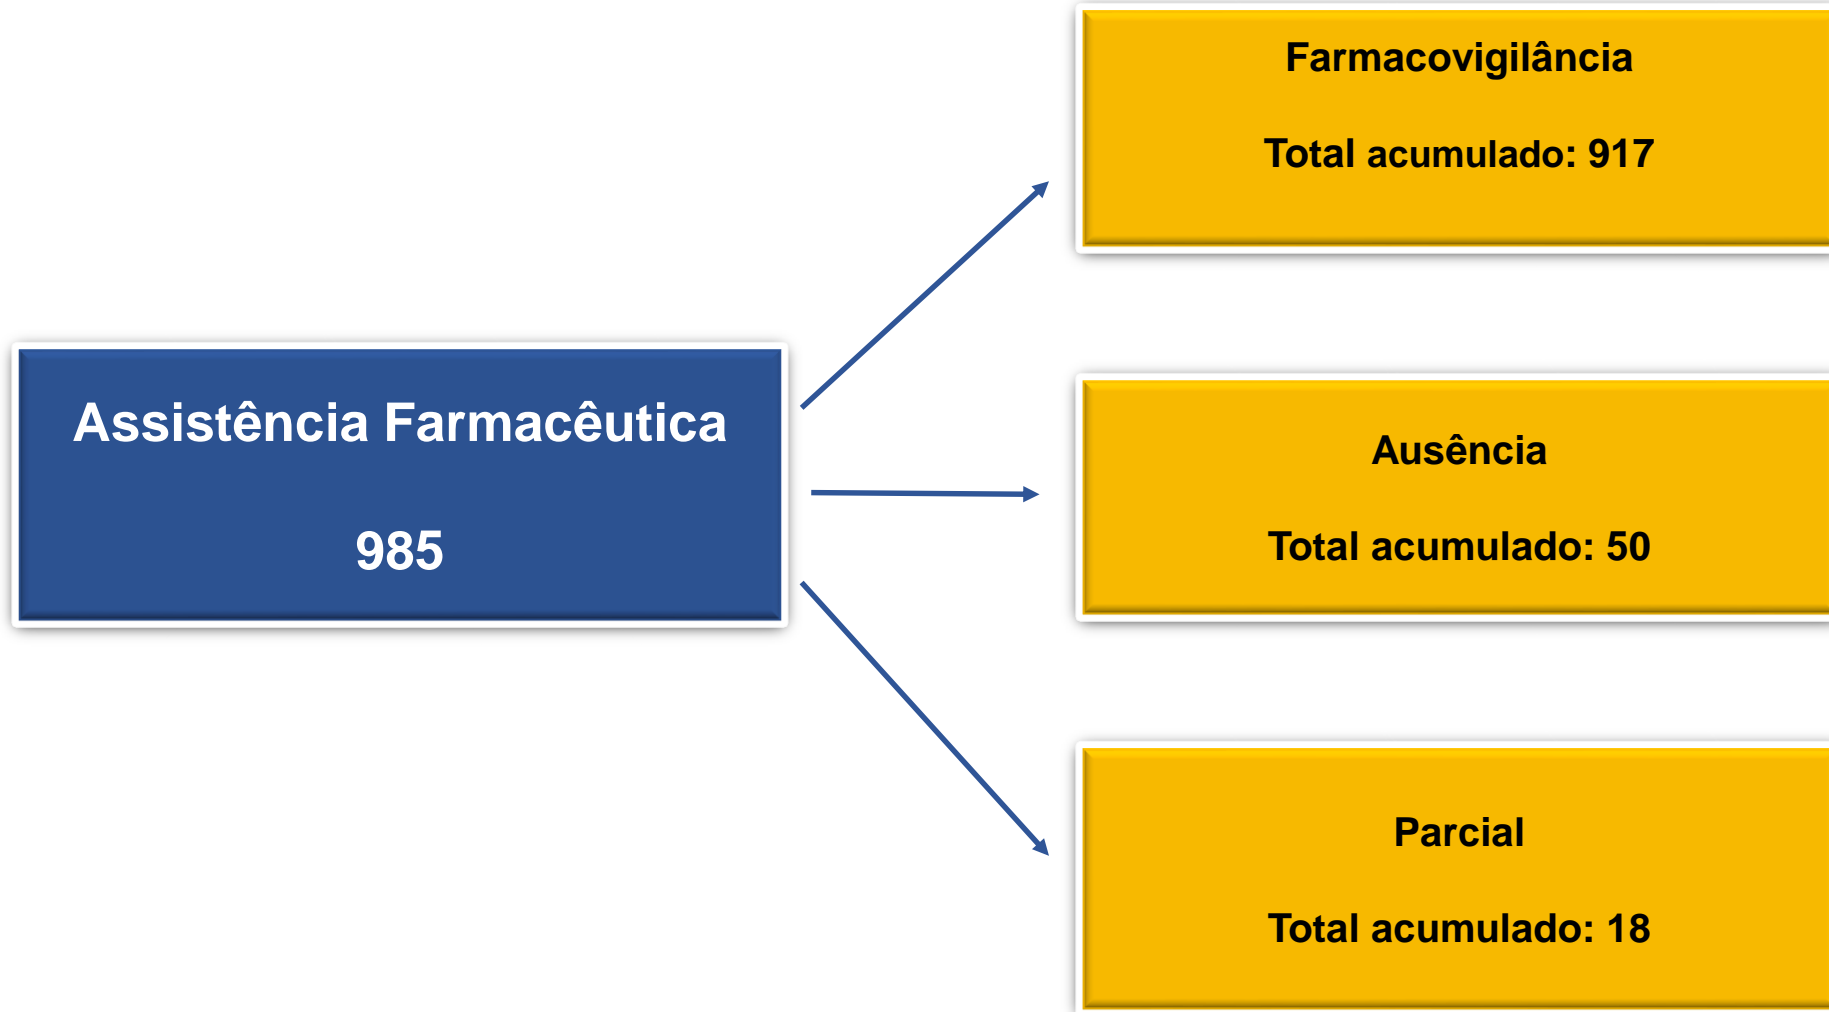 Farmacovigilância
Total acumulado: 917
Assistência Farmacêutica
985
Ausência
Total acumulado: 50
Parcial
Total acumulado: 18